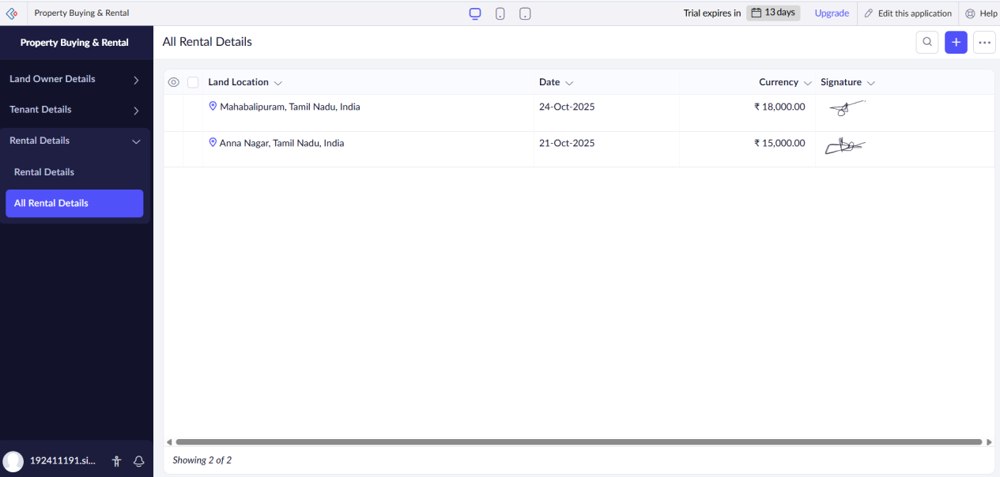 Property Buying & Rental
Trial expires in 13 days Upgrade Edit this application Help
Property Buying & Rental
Land Owner Details
Tenant Details
Rental Details
Rental Details
All Rental Details
192411191.si...
All Rental Details
Land Location Date Currency Signature
Mahabalipuram, Tamil Nadu, India 24-Oct-2025 ₹ 18,000.00
Anna Nagar, Tamil Nadu, India 21-Oct-2025 ₹ 15,000.00
Showing 2 of 2